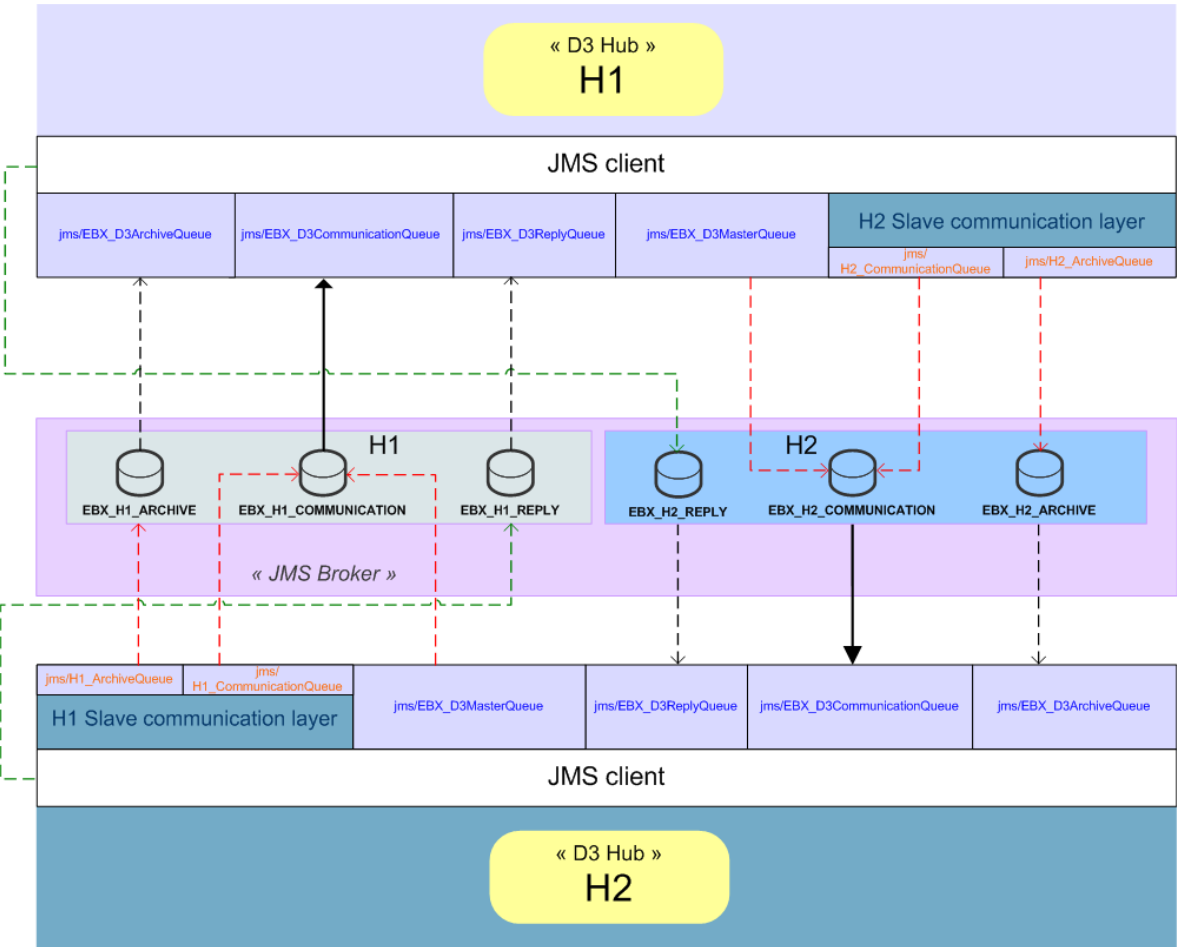 « D3 Hub »
H1
JMS client
jms/EBX_D3ArchiveQueue
jms/EBX_D3CommunicationQueue
jms/EBX_D3ReplyQueue
jms/EBX_D3MasterQueue
H2 Slave communication layer
jms/
H2_CommunicationQueue
jms/H2_ArchiveQueue
H1
H2
EBX_H1_ARCHIVE
EBX_H1_COMMUNICATION
EBX_H1_REPLY
EBX_H2_REPLY
EBX_H2_COMMUNICATION
EBX_H2_ARCHIVE
« JMS Broker »
jms/H1_ArchiveQueue
jms/
H1_CommunicationQueue
H1 Slave communication layer
jms/EBX_D3MasterQueue
jms/EBX_D3ReplyQueue
jms/EBX_D3CommunicationQueue
jms/EBX_D3ArchiveQueue
JMS client
« D3 Hub »
H2